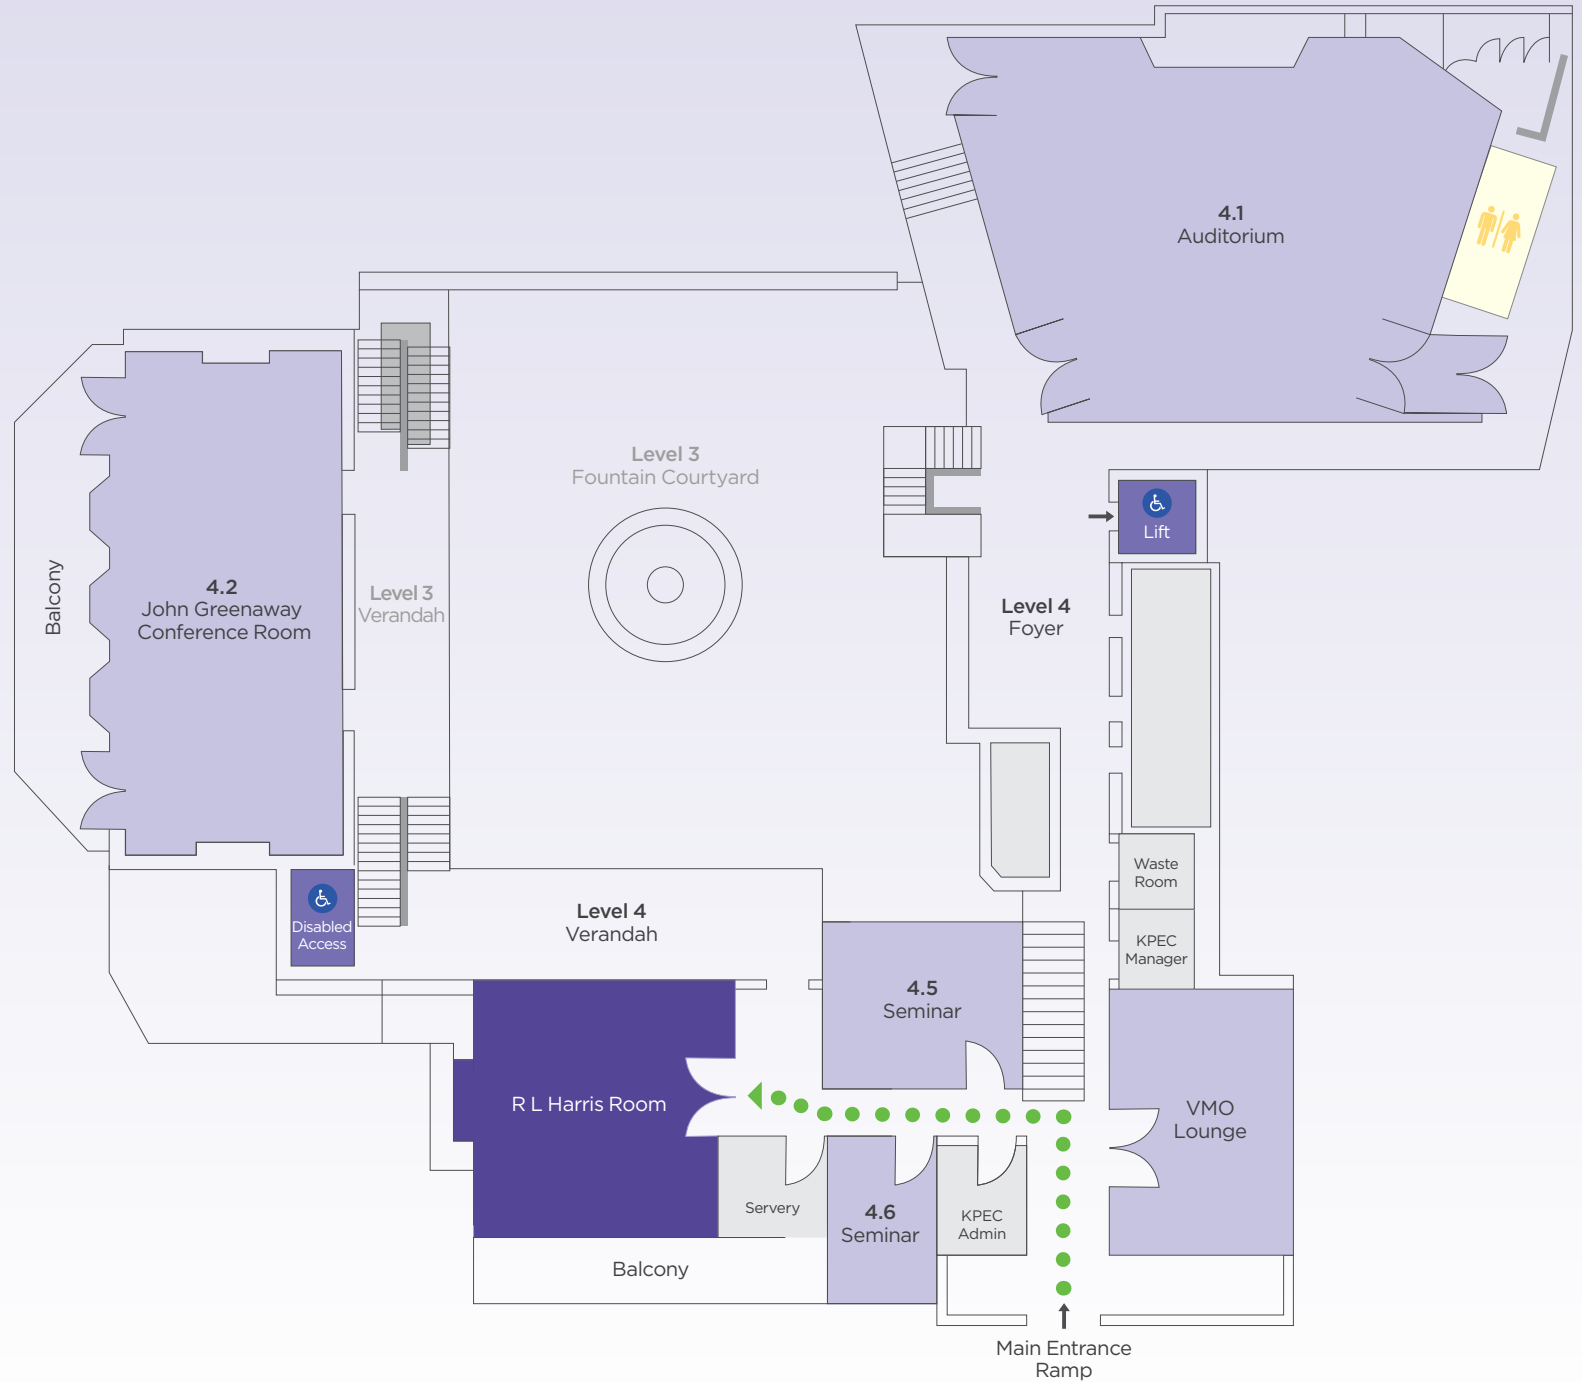 4.1
Auditorium
Level 3
Fountain Courtyard
Lift
4.2
John Greenaway
Conference Room
Balcony
Level 3
Verandah
Level 4
Foyer
Waste
Room
Disabled
Access
Level 4
Verandah
KPEC
Manager
4.5
Seminar
R L Harris Room
VMO
Lounge
Servery
4.6
Seminar
KPEC
Admin
Balcony
Main Entrance
Ramp